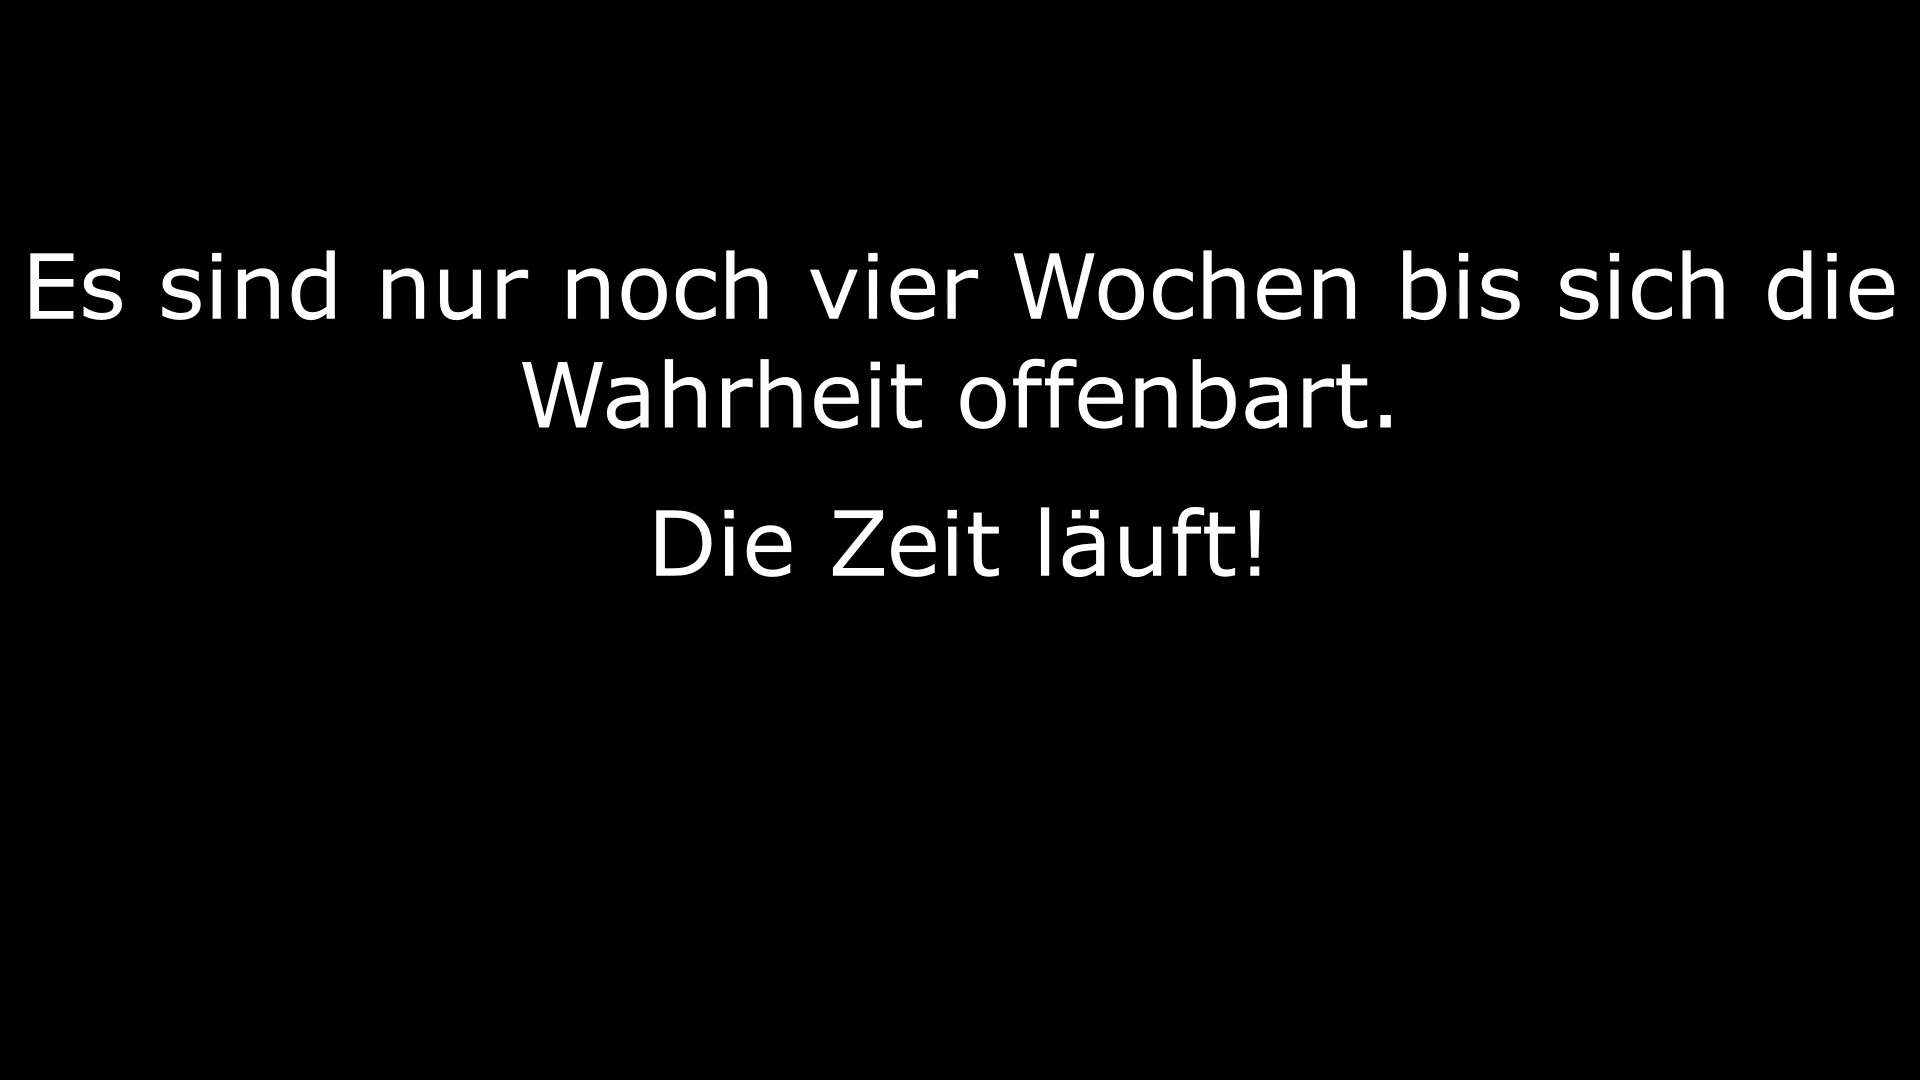 Es sind nur noch vier Wochen bis sich die
Wahrheit offenbart.
Die Zeit läuft!